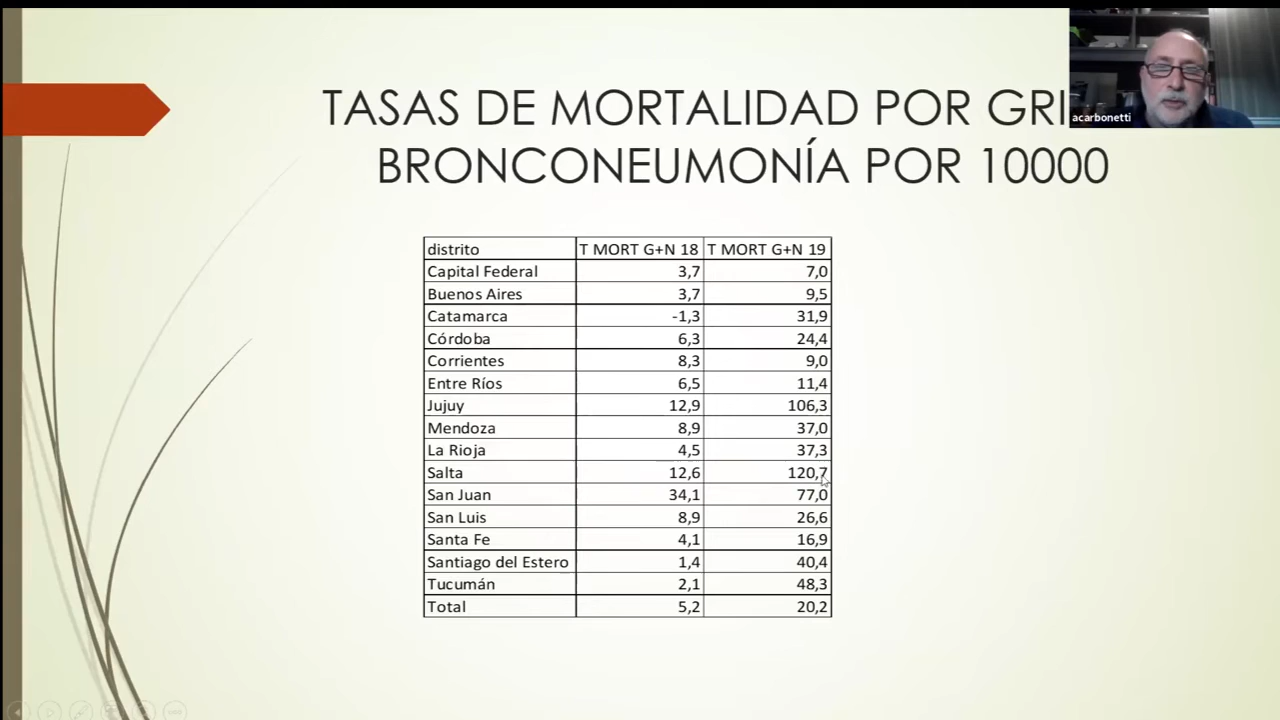 TASAS DE MORTALIDAD POR
BRONCONEUMONÍA POR 10000
acarbonetti
distrito T MORT G+N 18 T MORT G+N 19
Capital Federal 3,7 7,0
Buenos Aires 3,7 9,5
Catamarca -1,3 31,9
Córdoba 6,3 24,4
Corrientes 8,3 9,0
Entre Ríos 6,5 11,4
Jujuy 12,9 106,3
Mendoza 8,9 37,0
La Rioja 4,5 37,3
Salta 12,6 120,7
San Juan 34,1 77,0
San Luis 8,9 26,6
Santa Fe 4,1 16,9
Santiago del Estero 1,4 40,4
Tucumán 2,1 48,3
Total 5,2 20,2